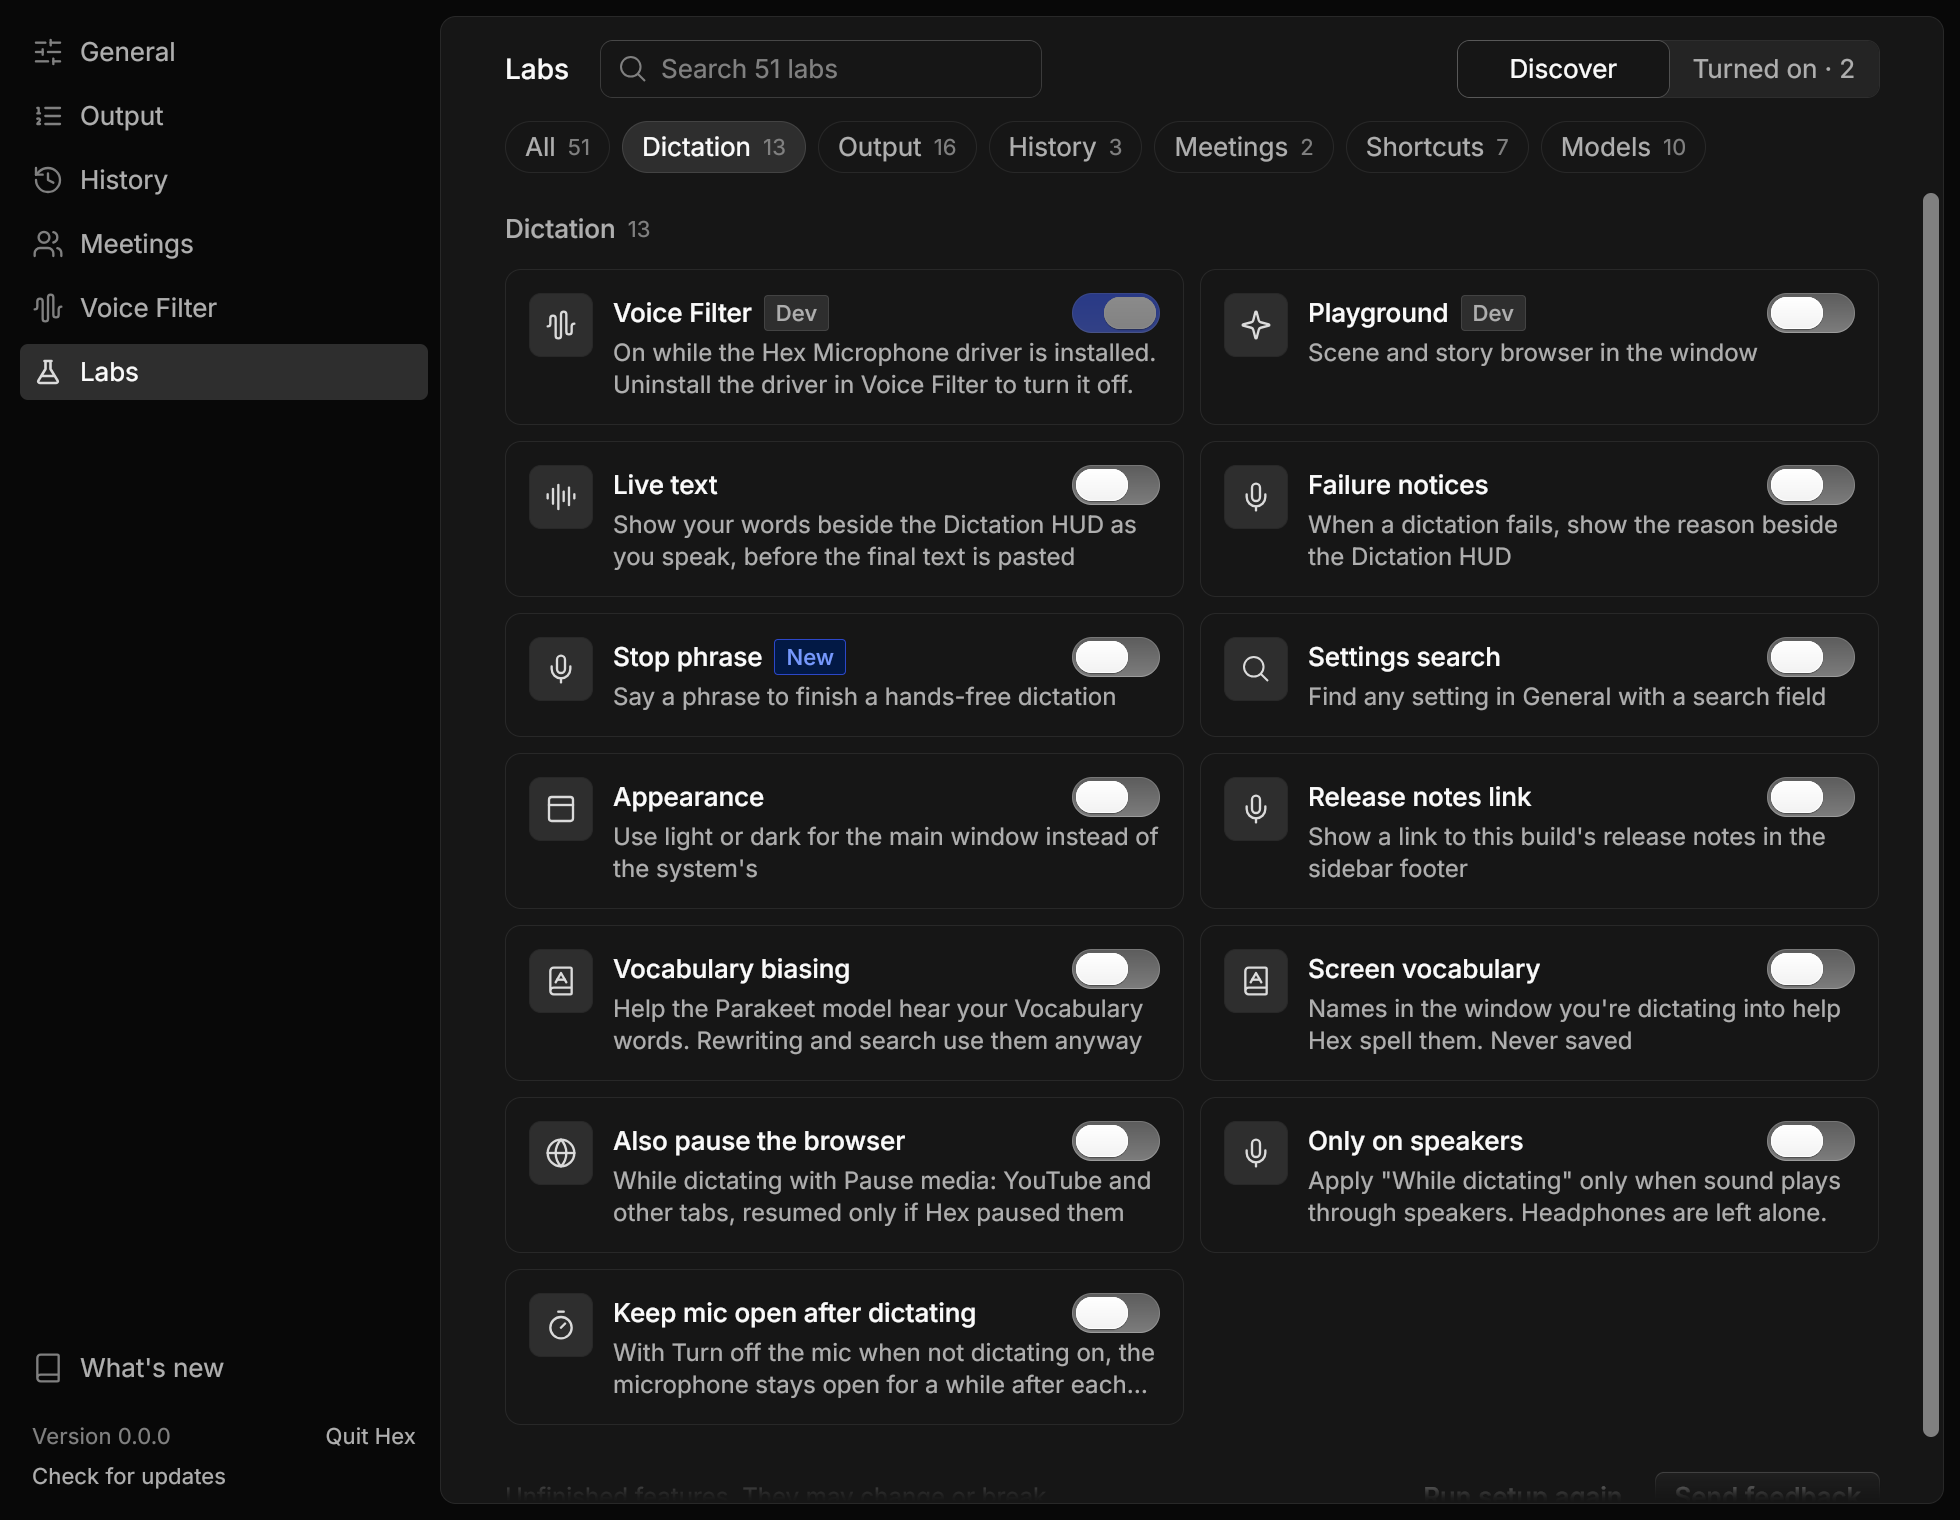 General
Output
History
Meetings
Voice Filter
Labs
What's new
Version 0.0.0
Quit Hex
Check for updates
Labs
Search 51 labs
Discover
Turned on · 2
All 51
Dictation 13
Output 16
History 3
Meetings 2
Shortcuts 7
Models 10
Dictation 13
Voice Filter Dev
On while the Hex Microphone driver is installed.
Uninstall the driver in Voice Filter to turn it off.
Playground Dev
Scene and story browser in the window
Live text
Show your words beside the Dictation HUD as
you speak, before the final text is pasted
Failure notices
When a dictation fails, show the reason beside
the Dictation HUD
Stop phrase New
Say a phrase to finish a hands-free dictation
Settings search
Find any setting in General with a search field
Appearance
Use light or dark for the main window instead of
the system's
Release notes link
Show a link to this build's release notes in the
sidebar footer
Vocabulary biasing
Help the Parakeet model hear your Vocabulary
words. Rewriting and search use them anyway
Screen vocabulary
Names in the window you're dictating into help
Hex spell them. Never saved
Also pause the browser
While dictating with Pause media: YouTube and
other tabs, resumed only if Hex paused them
Only on speakers
Apply "While dictating" only when sound plays
through speakers. Headphones are left alone.
Keep mic open after dictating
With Turn off the mic when not dictating on, the
microphone stays open for a while after each...
Unfinished features. They may change or break
Run setup again
Send feedback